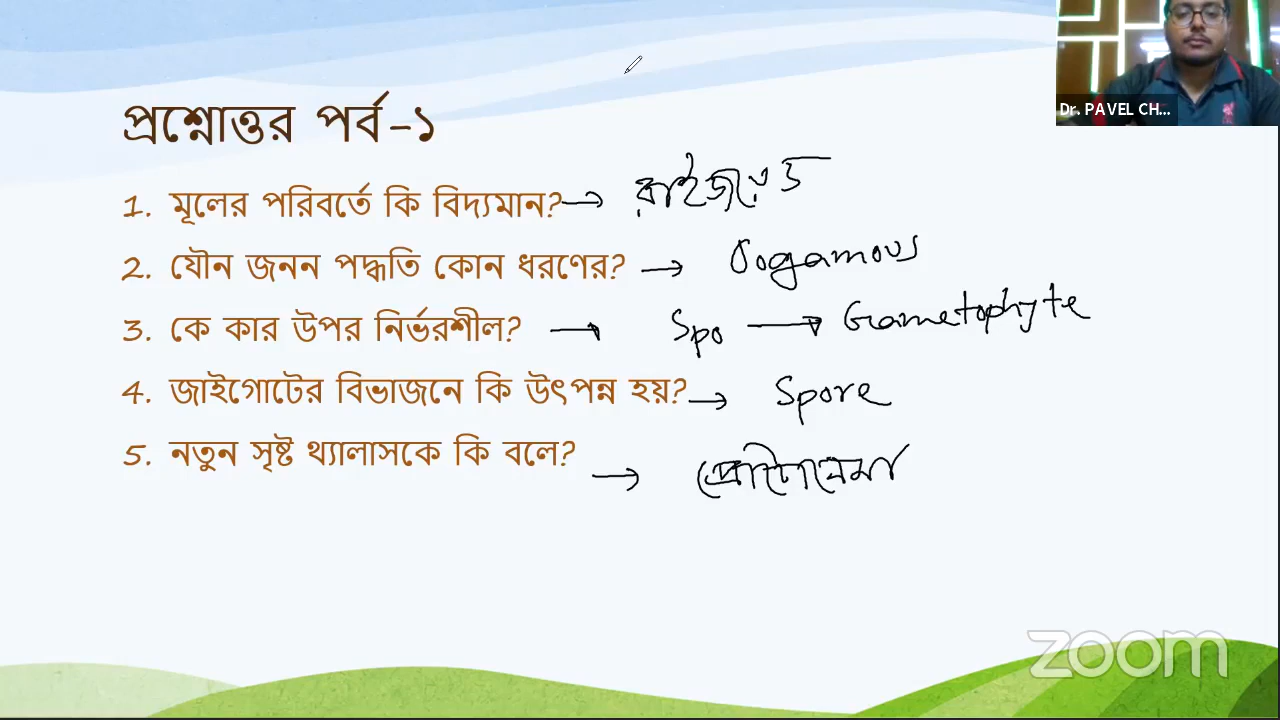 Dr. PAVEL CH...
প্রশ্নোত্তর পর্ব-১
1. মূলের পরিবর্তে কি বিদ্যমান? → রাইজয়েড
2. যৌন জনন পদ্ধতি কোন ধরণের? → Oogamous
3. কে কার উপর নির্ভরশীল? → Spo → Gametophyte
4. জাইগোটের বিভাজনে কি উৎপন্ন হয়? → Spore
5. নতুন সৃষ্ট থ্যালাসকে কি বলে? → প্রোটোনেমা
zoom